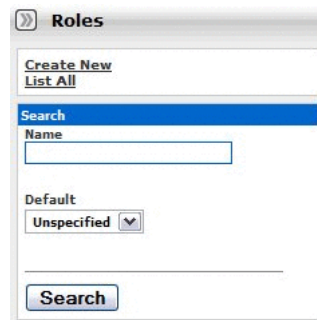 Roles
Create New
List All
Search
Name
Default
Unspecified
Search